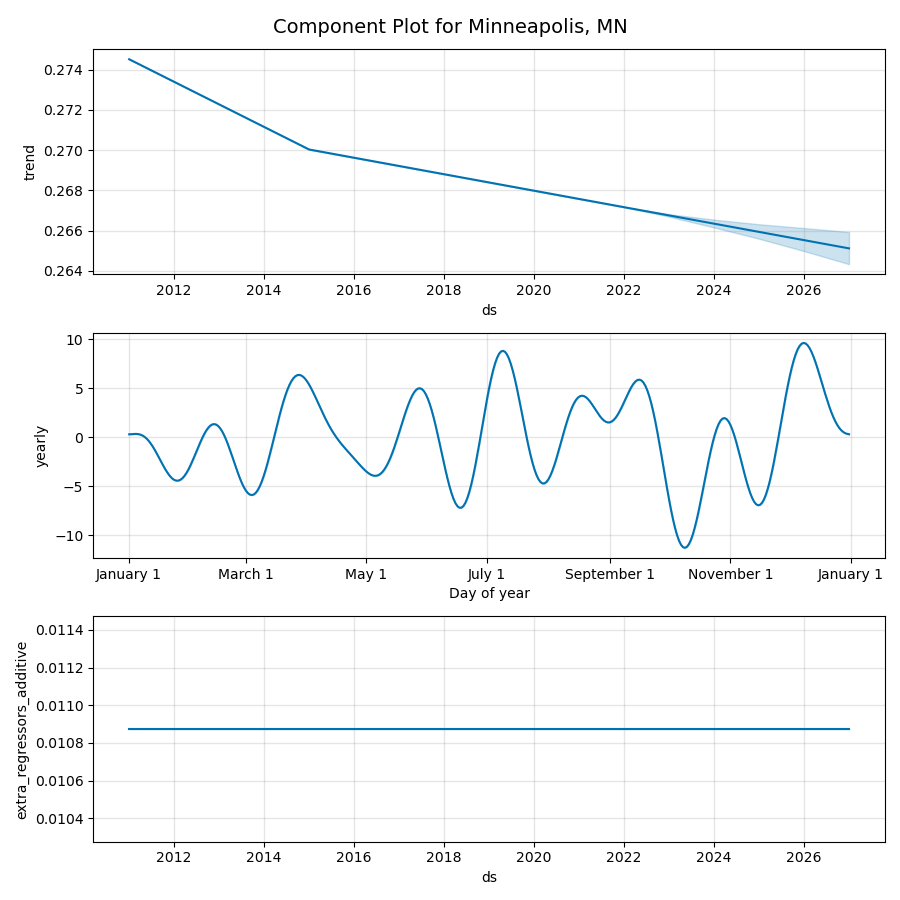 Component Plot for Minneapolis, MN
0.274
0.272
0.270
0.268
0.266
0.264
trend
2012 2014 2016 2018 2020 2022 2024 2026
ds
10
5
0
−5
−10
yearly
January 1 March 1 May 1 July 1 September 1 November 1 January 1
Day of year
0.0114
0.0112
0.0110
0.0108
0.0106
0.0104
extra_regressors_additive
2012 2014 2016 2018 2020 2022 2024 2026
ds